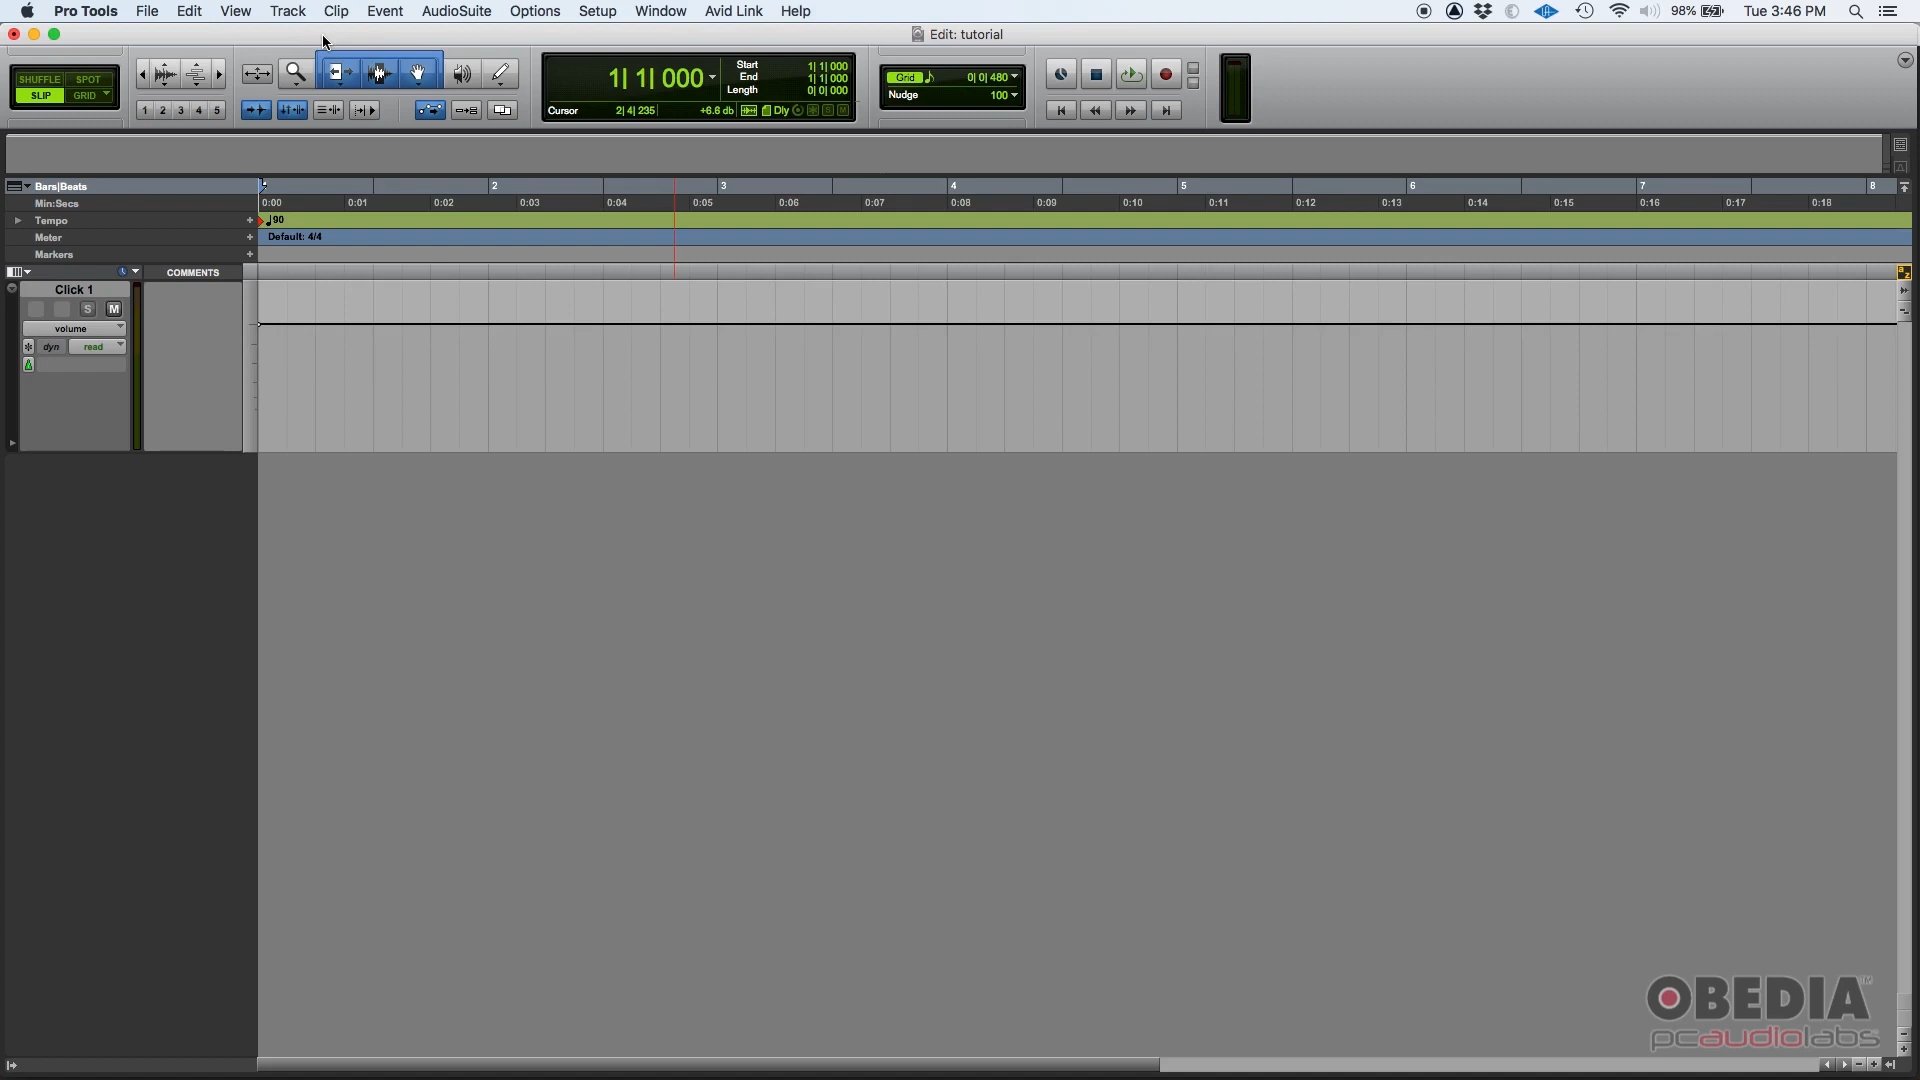 Pro Tools File Edit View Track Clip Event AudioSuite Options Setup Window Avid Link Help 98% Tue 3:46 PM
Edit: tutorial
SHUFFLE SPOT
SLIP GRID
1 2 3 4 5
1| 1| 000
Start 1| 1| 000
End 1| 1| 000
Length 0| 0| 000
Cursor 2| 4| 235 +6.6 db Dly
Grid 0| 0| 480
Nudge 100
Bars|Beats 2 3 4 5 6 7 8
Min:Secs 0:00 0:01 0:02 0:03 0:04 0:05 0:06 0:07 0:08 0:09 0:10 0:11 0:12 0:13 0:14 0:15 0:16 0:17 0:18
Tempo + 90
Meter + Default: 4/4
Markers +
COMMENTS
a z
Click 1
S M
volume
dyn read
OBEDIA™
pcaudiolabs